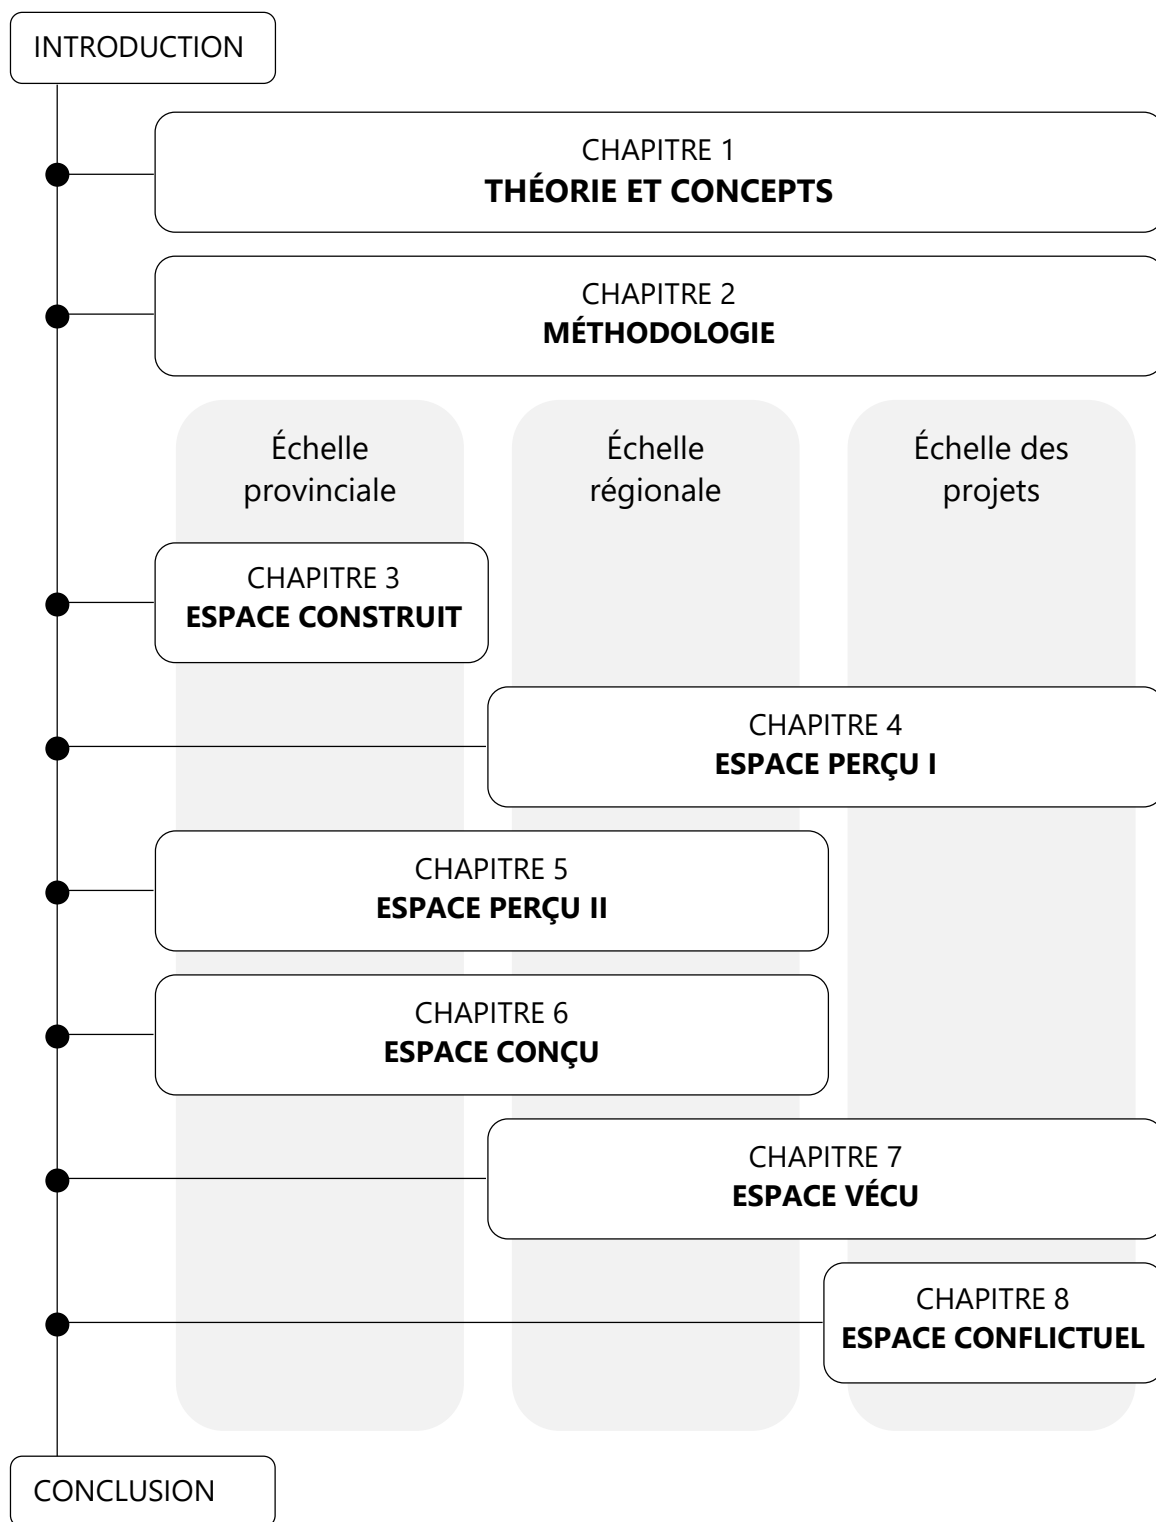 INTRODUCTION
CHAPITRE 1
THÉORIE ET CONCEPTS
CHAPITRE 2
MÉTHODOLOGIE
Échelle
provinciale
Échelle
régionale
Échelle des
projets
CHAPITRE 3
ESPACE CONSTRUIT
CHAPITRE 4
ESPACE PERÇU I
CHAPITRE 5
ESPACE PERÇU II
CHAPITRE 6
ESPACE CONÇU
CHAPITRE 7
ESPACE VÉCU
CHAPITRE 8
ESPACE CONFLICTUEL
CONCLUSION